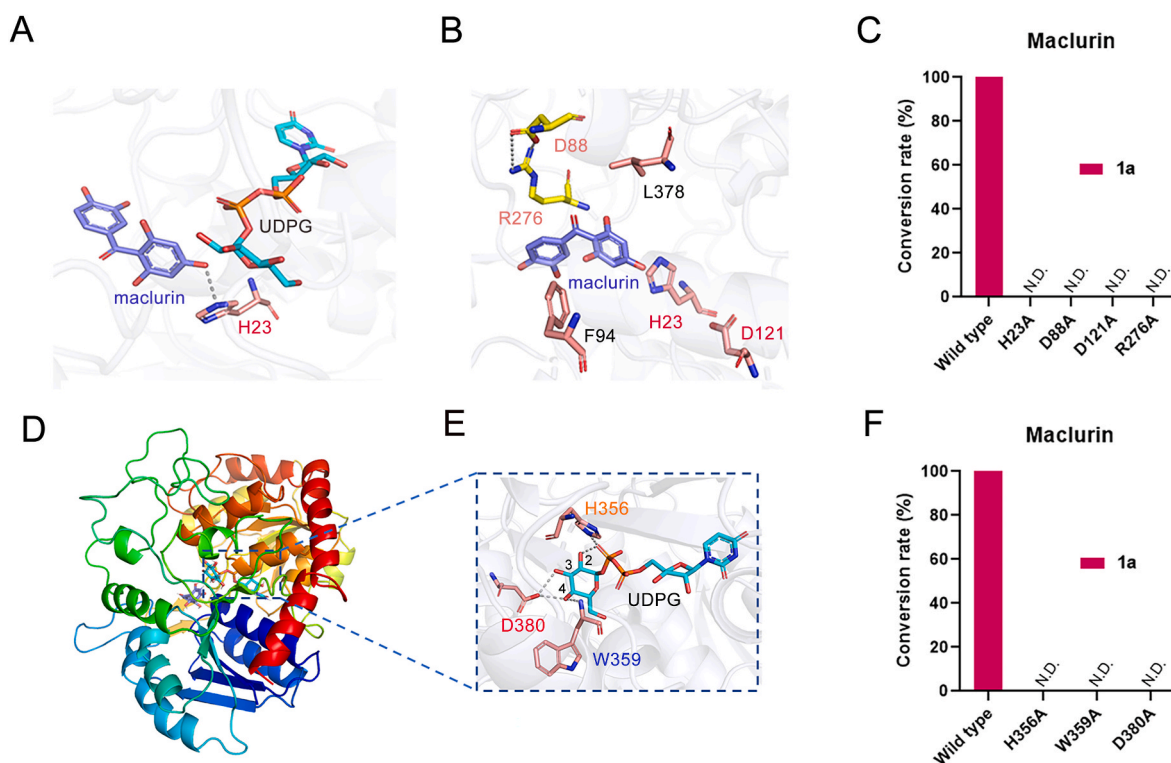 A
UDPG
maclurin
H23
B
D88
L378
R276
maclurin
H23
F94
D121
C
Maclurin
Conversion rate (%)
100
80
60
40
20
0
1a
N.D.
N.D.
N.D.
N.D.
Wild type
H23A
D88A
D121A
R276A
D
E
H356
3
2
4
UDPG
D380
W359
F
Maclurin
Conversion rate (%)
100
80
60
40
20
0
1a
N.D.
N.D.
N.D.
Wild type
H356A
W359A
D380A